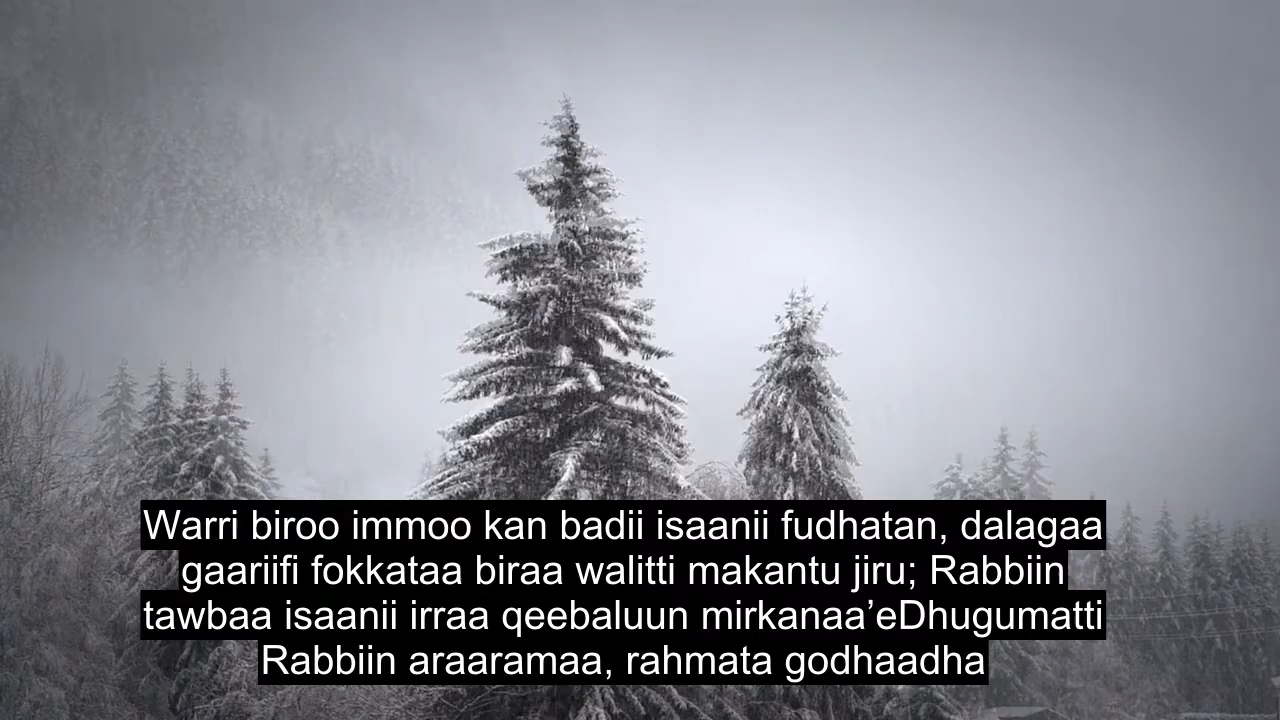 Warri biroo immoo kan badii isaanii fudhatan, dalagaa
gaariifi fokkataa biraa walitti makantu jiru; Rabbiin
tawbaa isaanii irraa qeebaluun mirkanaa’eDhugumatti
Rabbiin araaramaa, rahmata godhaadha